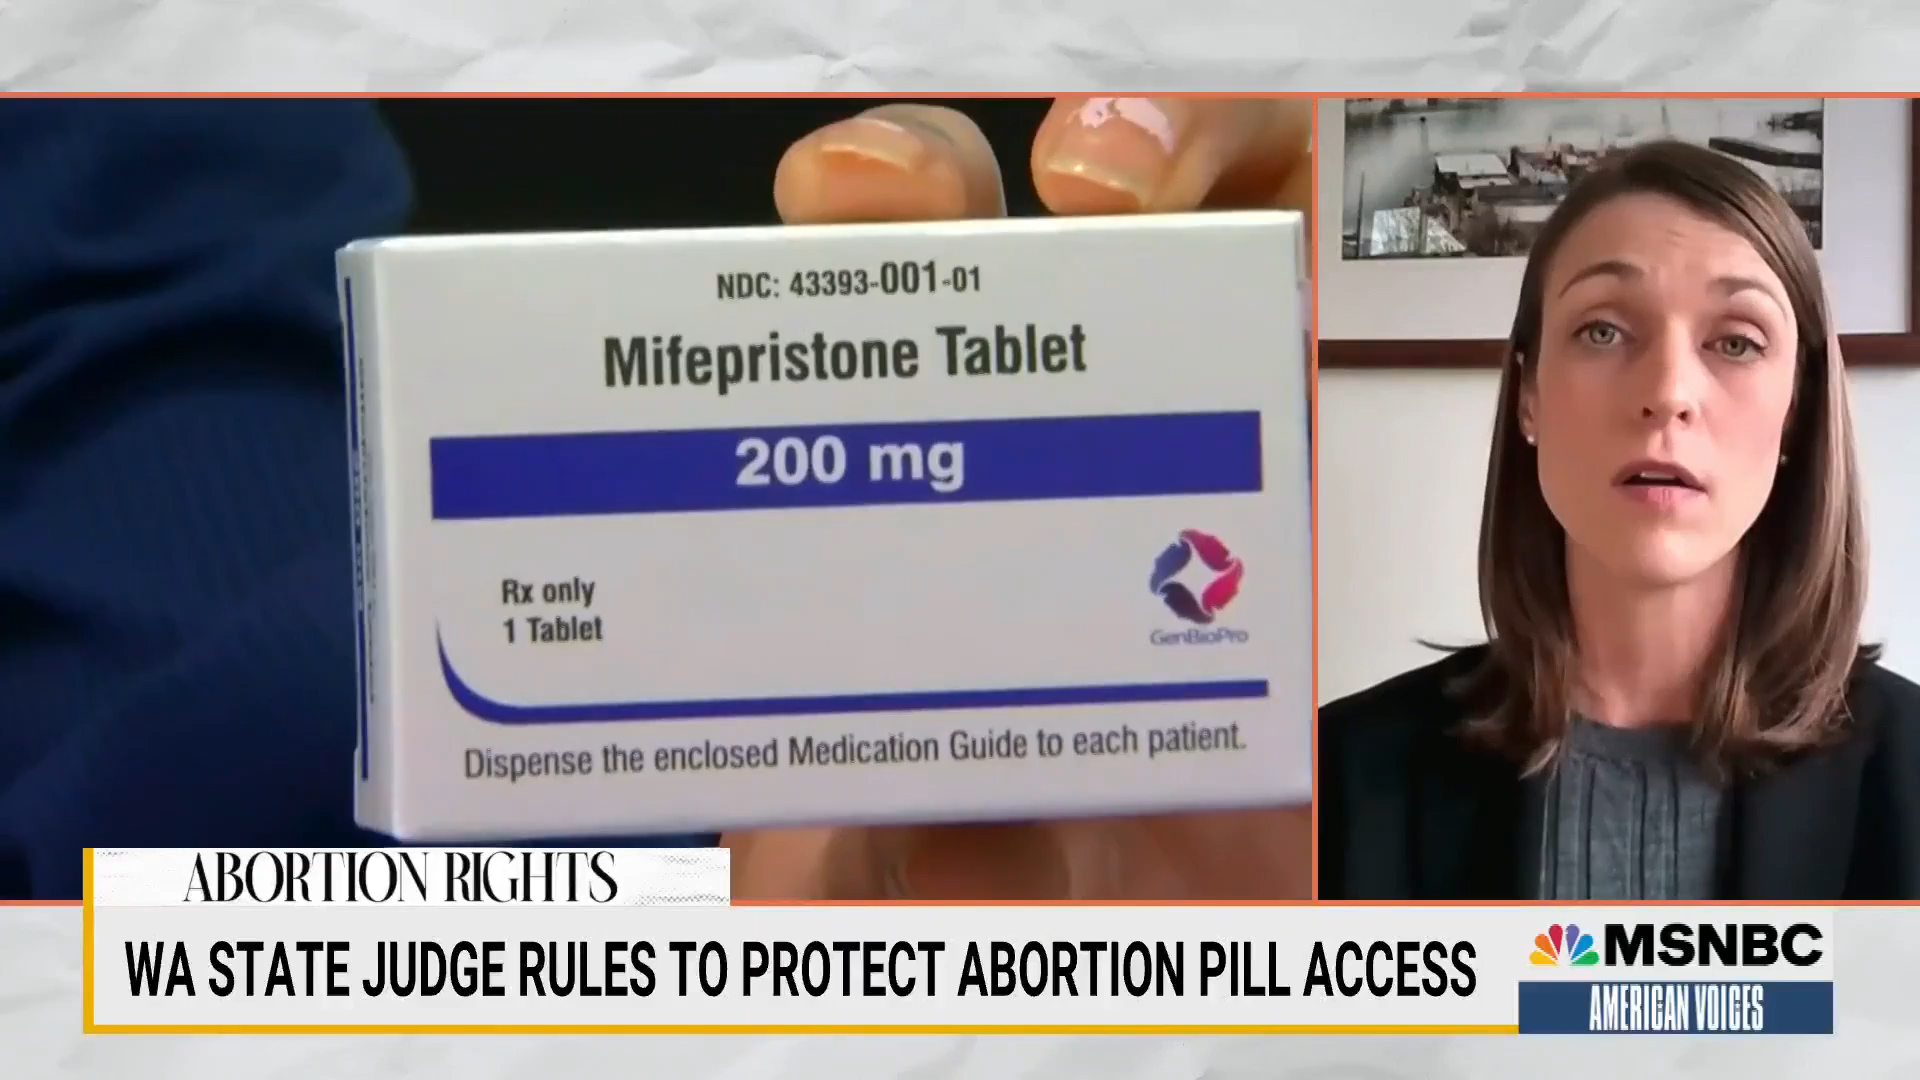 NDC: 43393-001-01
Mifepristone Tablet
200 mg
Rx only
1 Tablet
GenBioPro
Dispense the enclosed Medication Guide to each patient.
ABORTION RIGHTS
WA STATE JUDGE RULES TO PROTECT ABORTION PILL ACCESS
MSNBC
AMERICAN VOICES